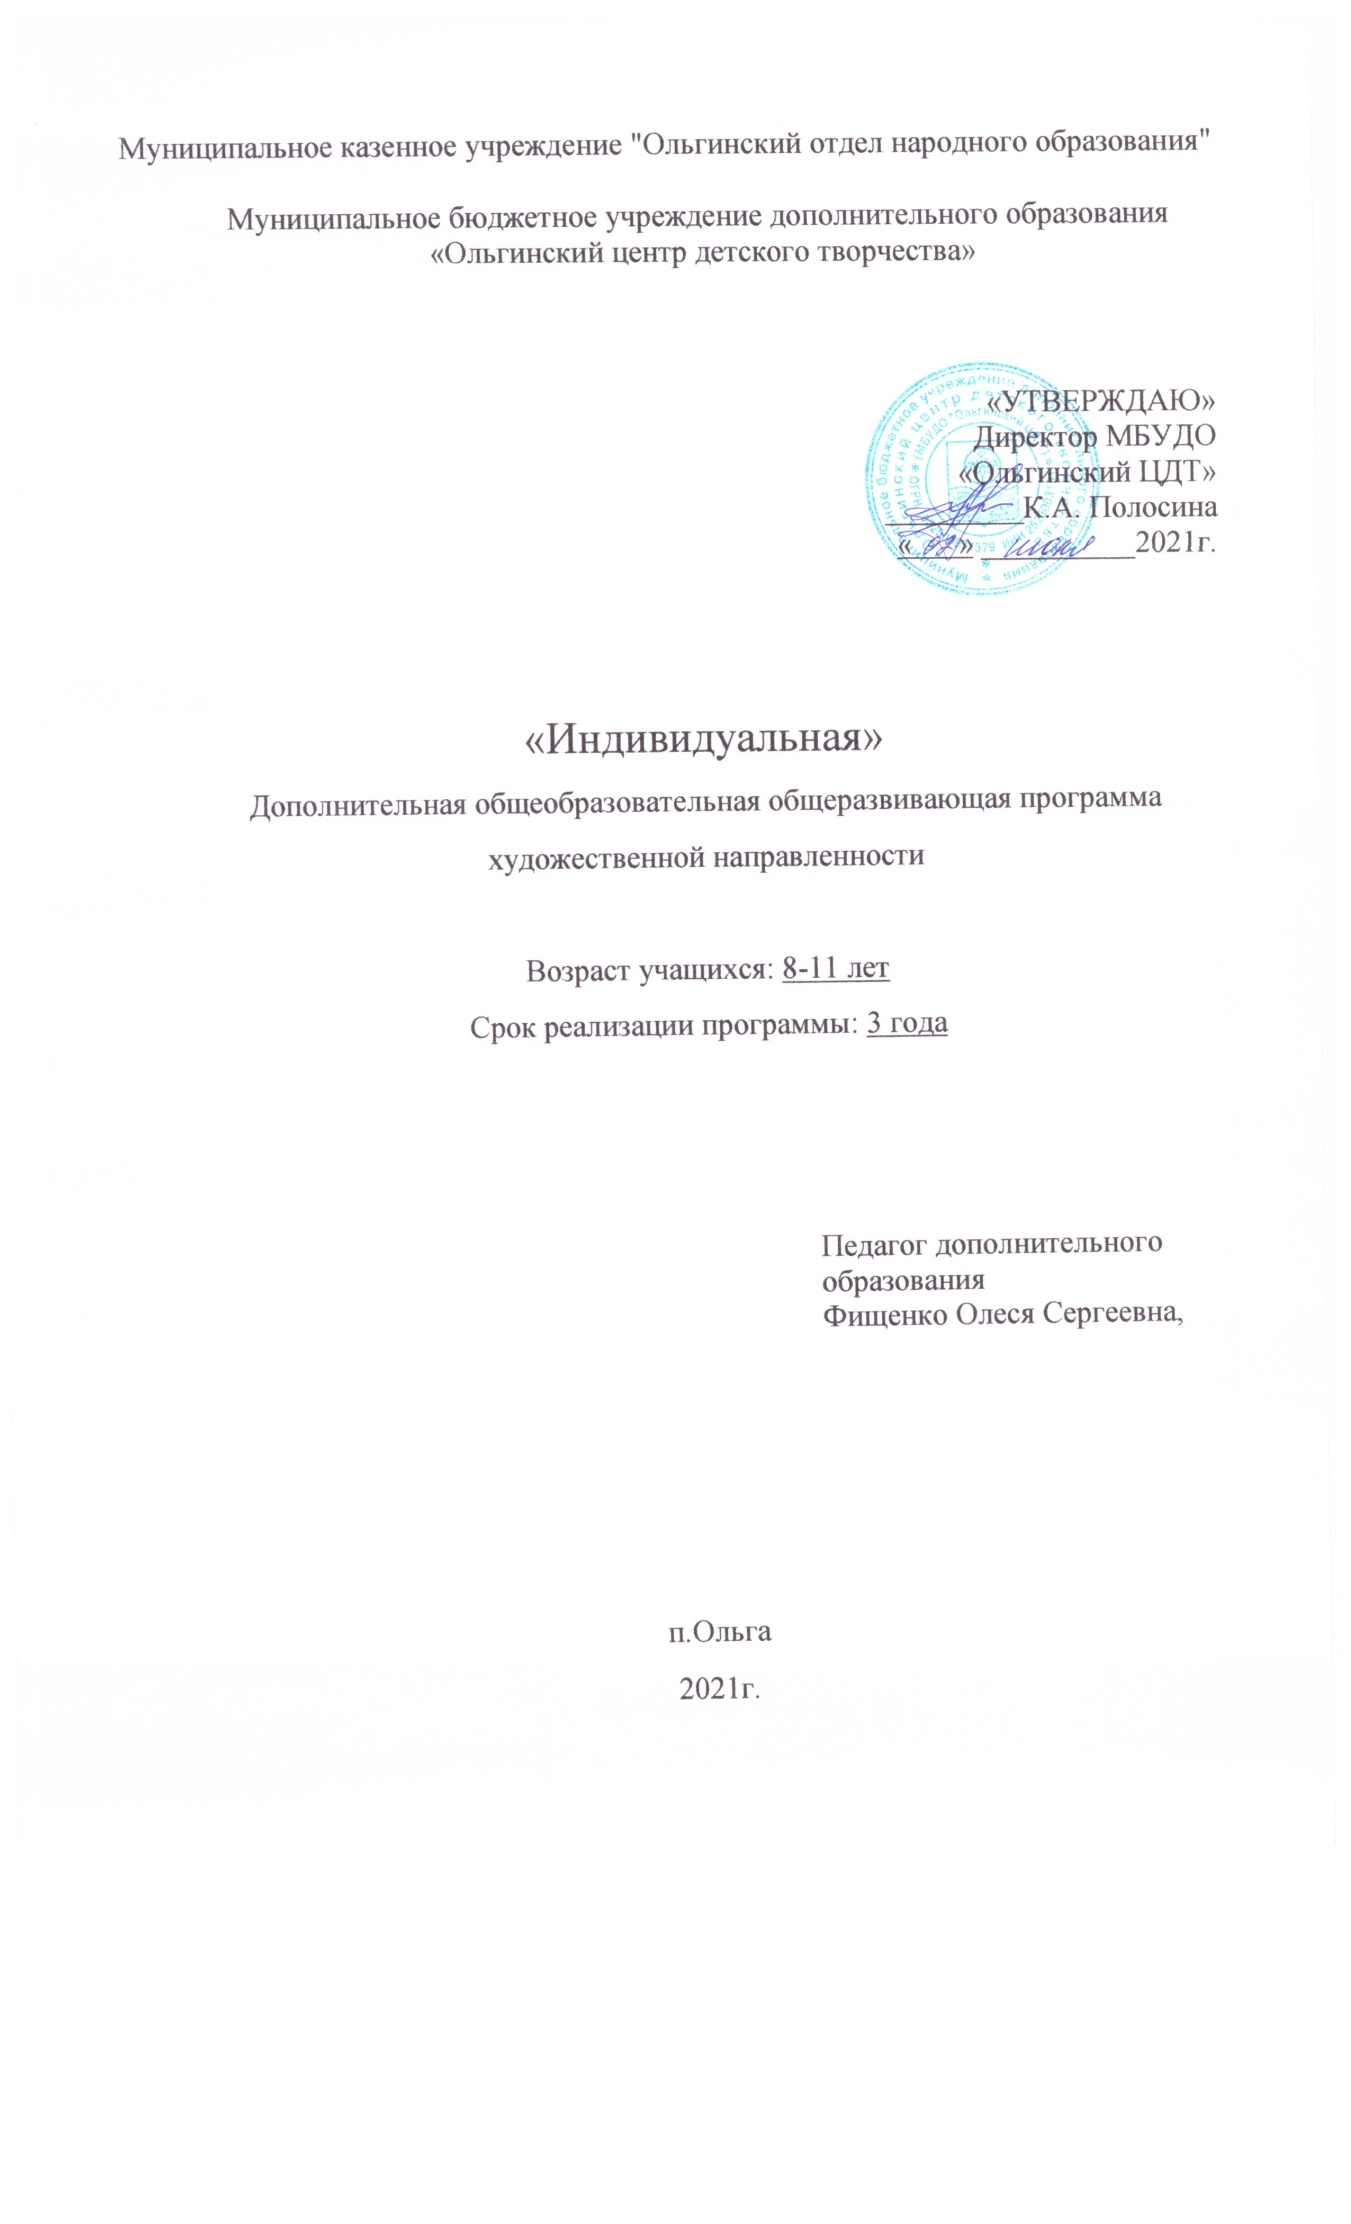 Муниципальное казенное учреждение "Ольгинский отдел народного образования"
Муниципальное бюджетное учреждение дополнительного образования
«Ольгинский центр детского творчества»
«УТВЕРЖДАЮ»
Директор МБУДО
«Ольгинский ЦДТ»
К.А. Полосина
« » июня 2021г.
«Индивидуальная»
Дополнительная общеобразовательная общеразвивающая программа
художественной направленности
Возраст учащихся: 8-11 лет
Срок реализации программы: 3 года
Педагог дополнительного
образования
Фищенко Олеся Сергеевна,
п.Ольга
2021г.